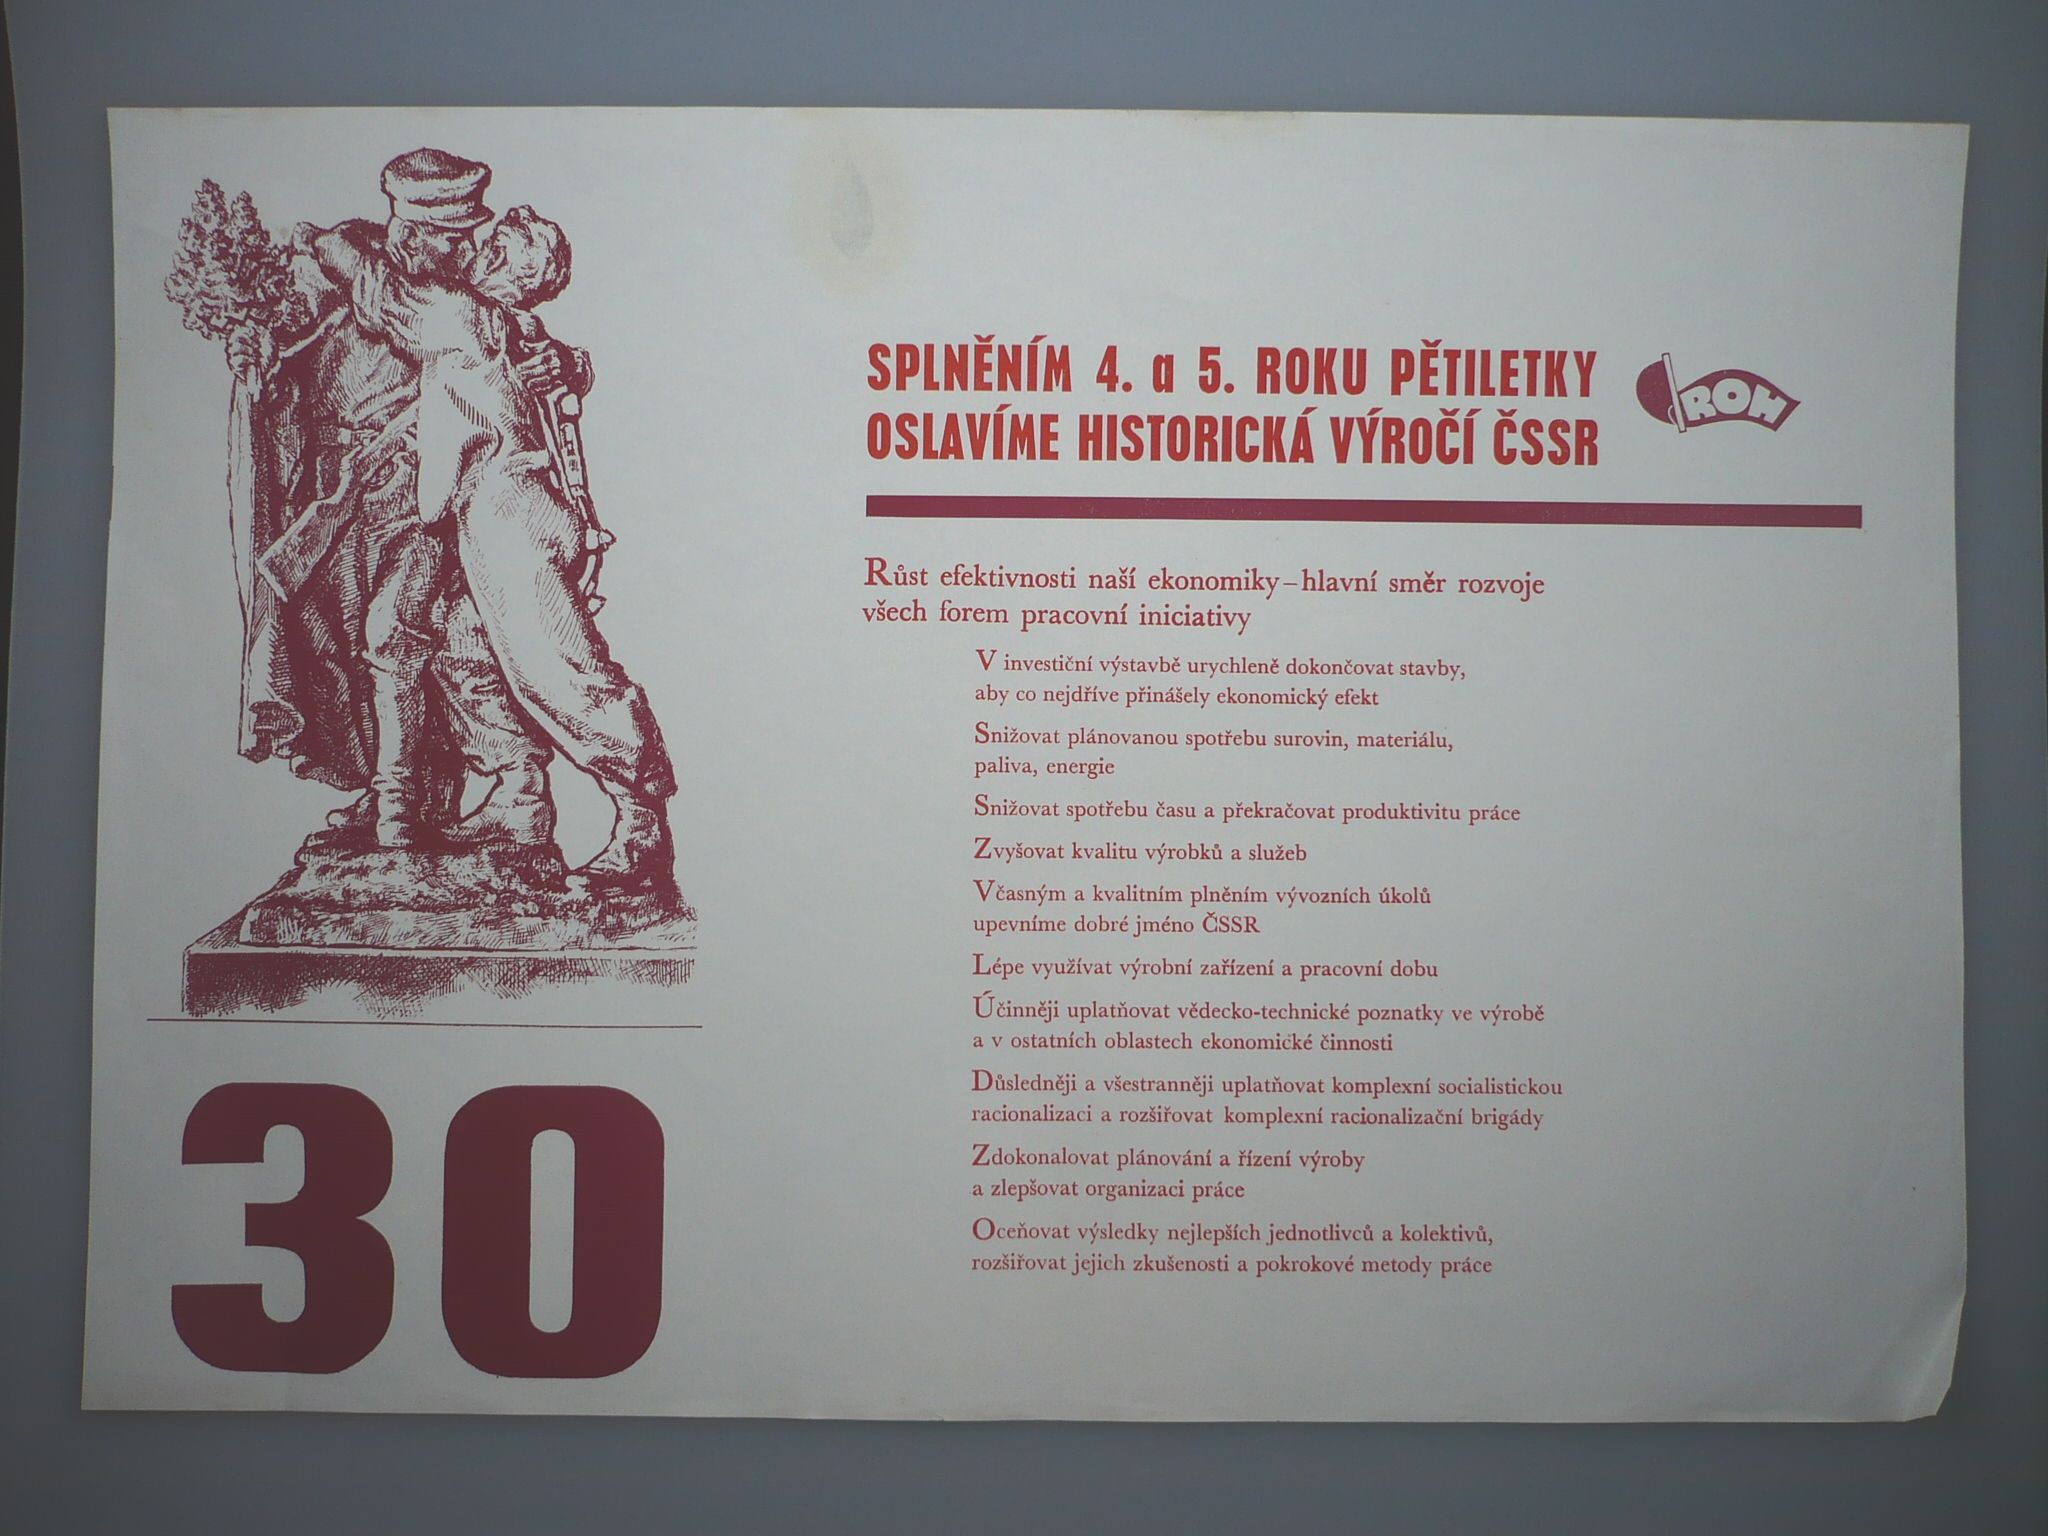 SPLNĚNÍM 4. a 5. ROKU PĚTILETKY
OSLAVÍME HISTORICKÁ VÝROČÍ ČSSR
ROH
Růst efektivnosti naší ekonomiky – hlavní směr rozvoje
všech forem pracovní iniciativy
V investiční výstavbě urychleně dokončovat stavby,
aby co nejdříve přinášely ekonomický efekt
Snižovat plánovanou spotřebu surovin, materiálu,
paliva, energie
Snižovat spotřebu času a překračovat produktivitu práce
Zvyšovat kvalitu výrobků a služeb
Včasným a kvalitním plněním vývozních úkolů
upevníme dobré jméno ČSSR
Lépe využívat výrobní zařízení a pracovní dobu
Účinněji uplatňovat vědecko-technické poznatky ve výrobě
a v ostatních oblastech ekonomické činnosti
Důsledněji a všestranněji uplatňovat komplexní socialistickou
racionalizaci a rozšiřovat komplexní racionalizační brigády
Zdokonalovat plánování a řízení výroby
a zlepšovat organizaci práce
Oceňovat výsledky nejlepších jednotlivců a kolektivů,
rozšiřovat jejich zkušenosti a pokrokové metody práce
30